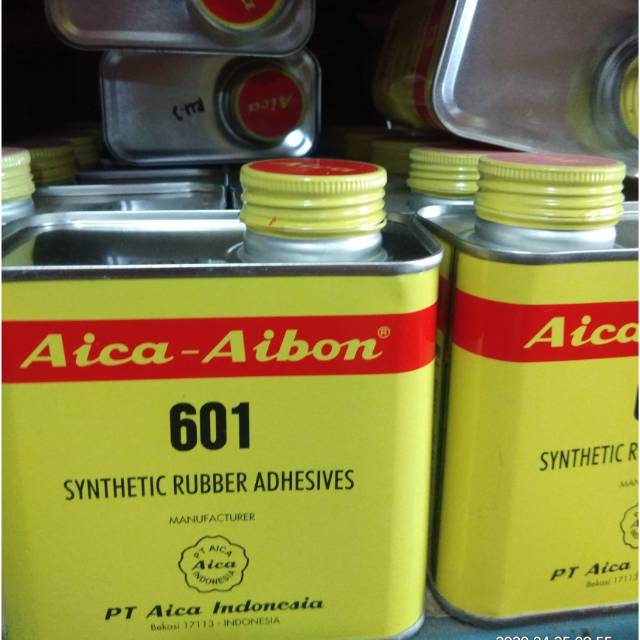 Aica
Aica-Aibon®
601
SYNTHETIC RUBBER ADHESIVES
MANUFACTURER
PT AICA
Aica
INDONESIA
PT Aica Indonesia
Bekasi 17113 - INDONESIA
Aica
SYNTHETIC
PT Aica
Bekasi 17113